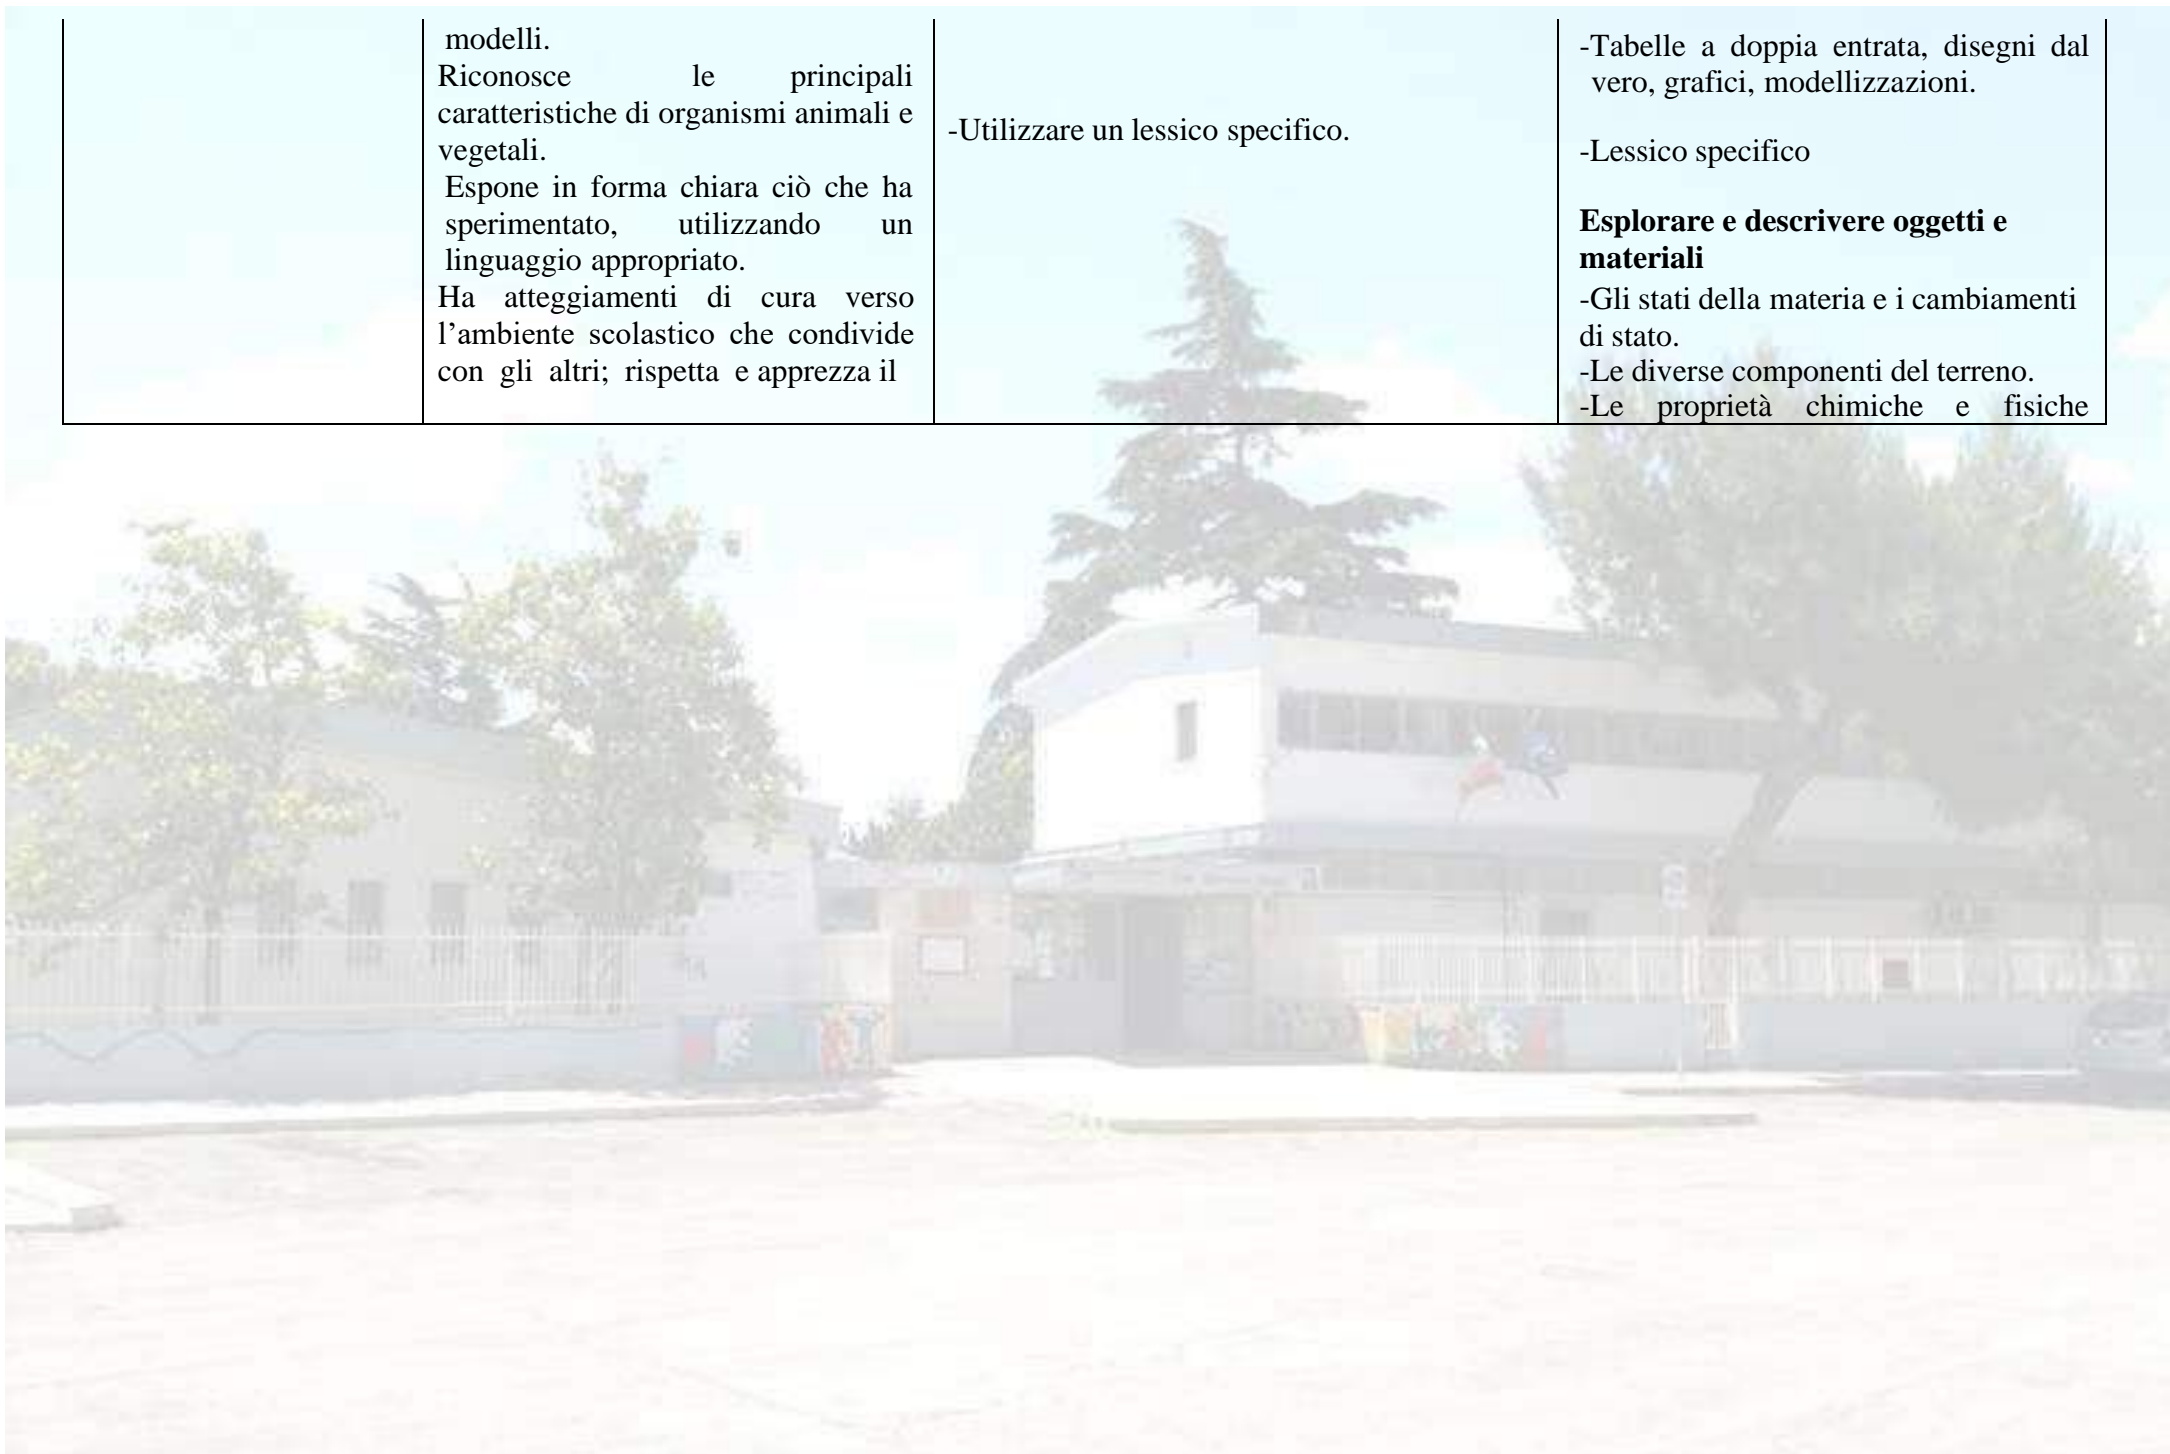 modelli.
Riconosce le principali
caratteristiche di organismi animali e
vegetali.
Espone in forma chiara ciò che ha
sperimentato, utilizzando un
linguaggio appropriato.
Ha atteggiamenti di cura verso
l’ambiente scolastico che condivide
con gli altri; rispetta e apprezza il
-Utilizzare un lessico specifico.
-Tabelle a doppia entrata, disegni dal
vero, grafici, modellizzazioni.
-Lessico specifico
Esplorare e descrivere oggetti e
materiali
-Gli stati della materia e i cambiamenti
di stato.
-Le diverse componenti del terreno.
-Le proprietà chimiche e fisiche